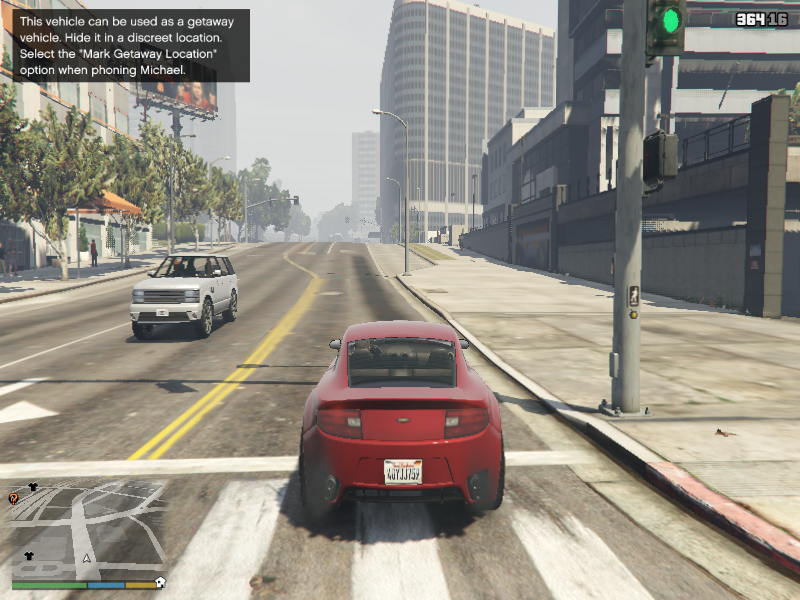 This vehicle can be used as a getaway
vehicle. Hide it in a discreet location.
Select the "Mark Getaway Location"
option when phoning Michael.
364:16